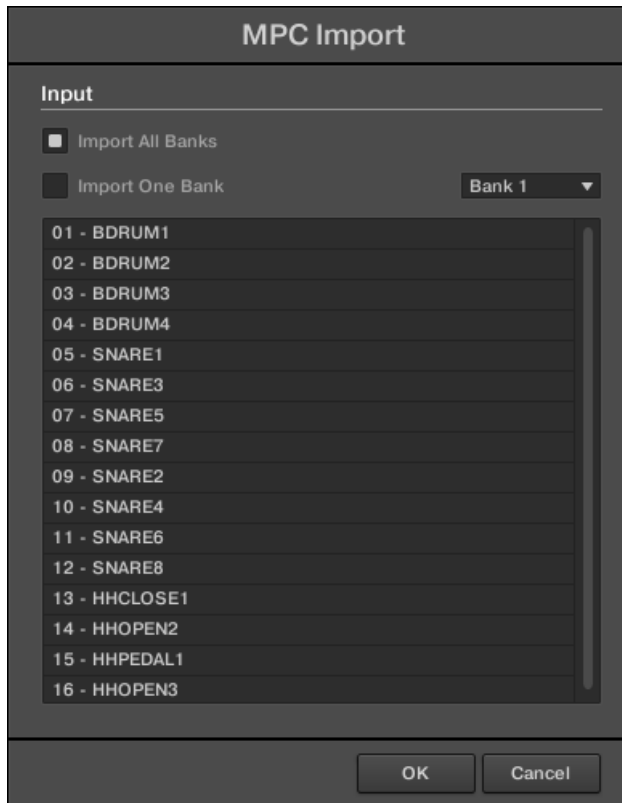 MPC Import
Input
Import All Banks
Import One Bank Bank 1
01 - BDRUM1
02 - BDRUM2
03 - BDRUM3
04 - BDRUM4
05 - SNARE1
06 - SNARE3
07 - SNARE5
08 - SNARE7
09 - SNARE2
10 - SNARE4
11 - SNARE6
12 - SNARE8
13 - HHCLOSE1
14 - HHOPEN2
15 - HHPEDAL1
16 - HHOPEN3
OK Cancel